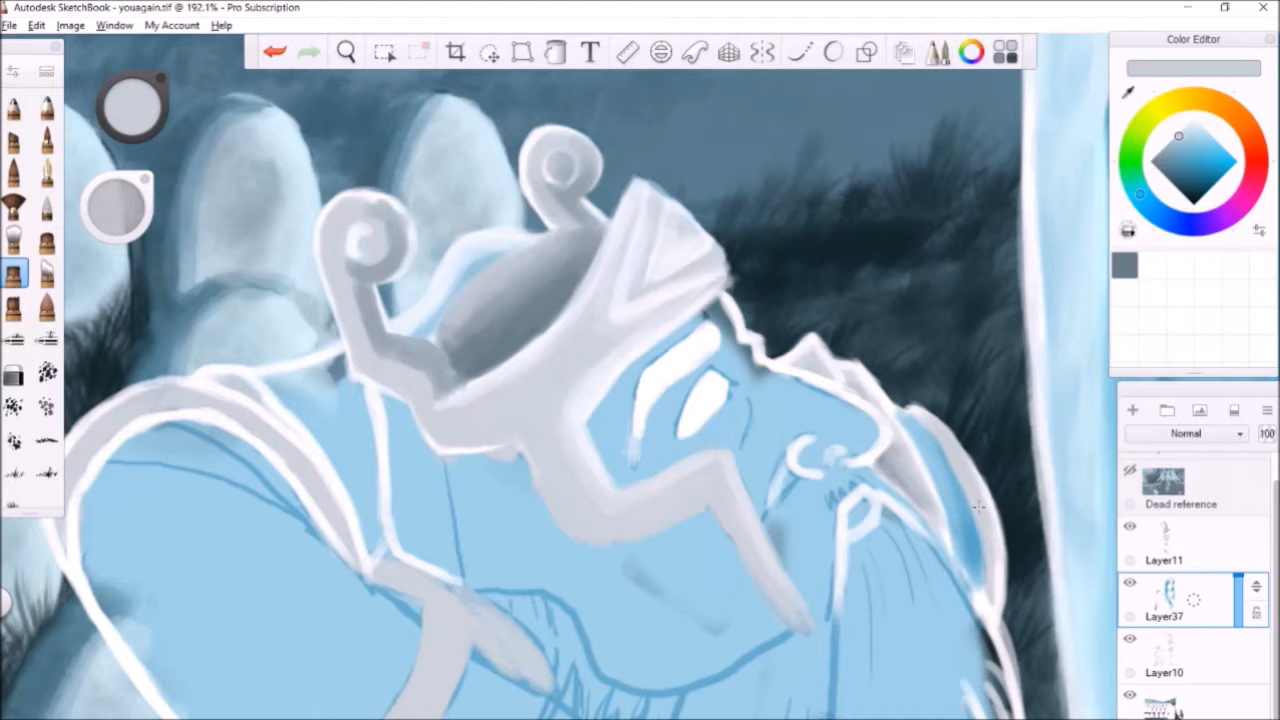 Autodesk SketchBook - youagain.tif @ 192.1% - Pro Subscription
File Edit Image Window My Account Help
T
Color Editor
Normal 100
Dead reference
Layer11
Layer37
Layer10